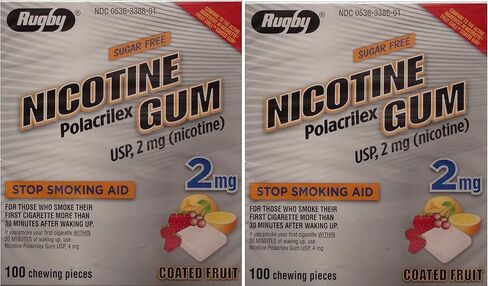 Rugby®
NDC 0536-3386-01
SUGAR FREE
NICOTINE
Polacrilex GUM
USP, 2 mg (nicotine)
2 mg
STOP SMOKING AID
FOR THOSE WHO SMOKE THEIR
FIRST CIGARETTE MORE THAN
30 MINUTES AFTER WAKING UP.
If you smoke your first cigarette WITHIN
30 MINUTES of waking up, use
Nicotine Polacrilex Gum USP, 4 mg
100 chewing pieces
COATED FRUIT
Rugby®
NDC 0536-3386-01
SUGAR FREE
NICOTINE
Polacrilex GUM
USP, 2 mg (nicotine)
2 mg
STOP SMOKING AID
FOR THOSE WHO SMOKE THEIR
FIRST CIGARETTE MORE THAN
30 MINUTES AFTER WAKING UP.
If you smoke your first cigarette WITHIN
30 MINUTES of waking up, use
Nicotine Polacrilex Gum USP, 4 mg
100 chewing pieces
COATED FRUIT